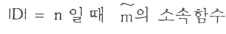 |D| = n 일 때 m̃의 소속함수